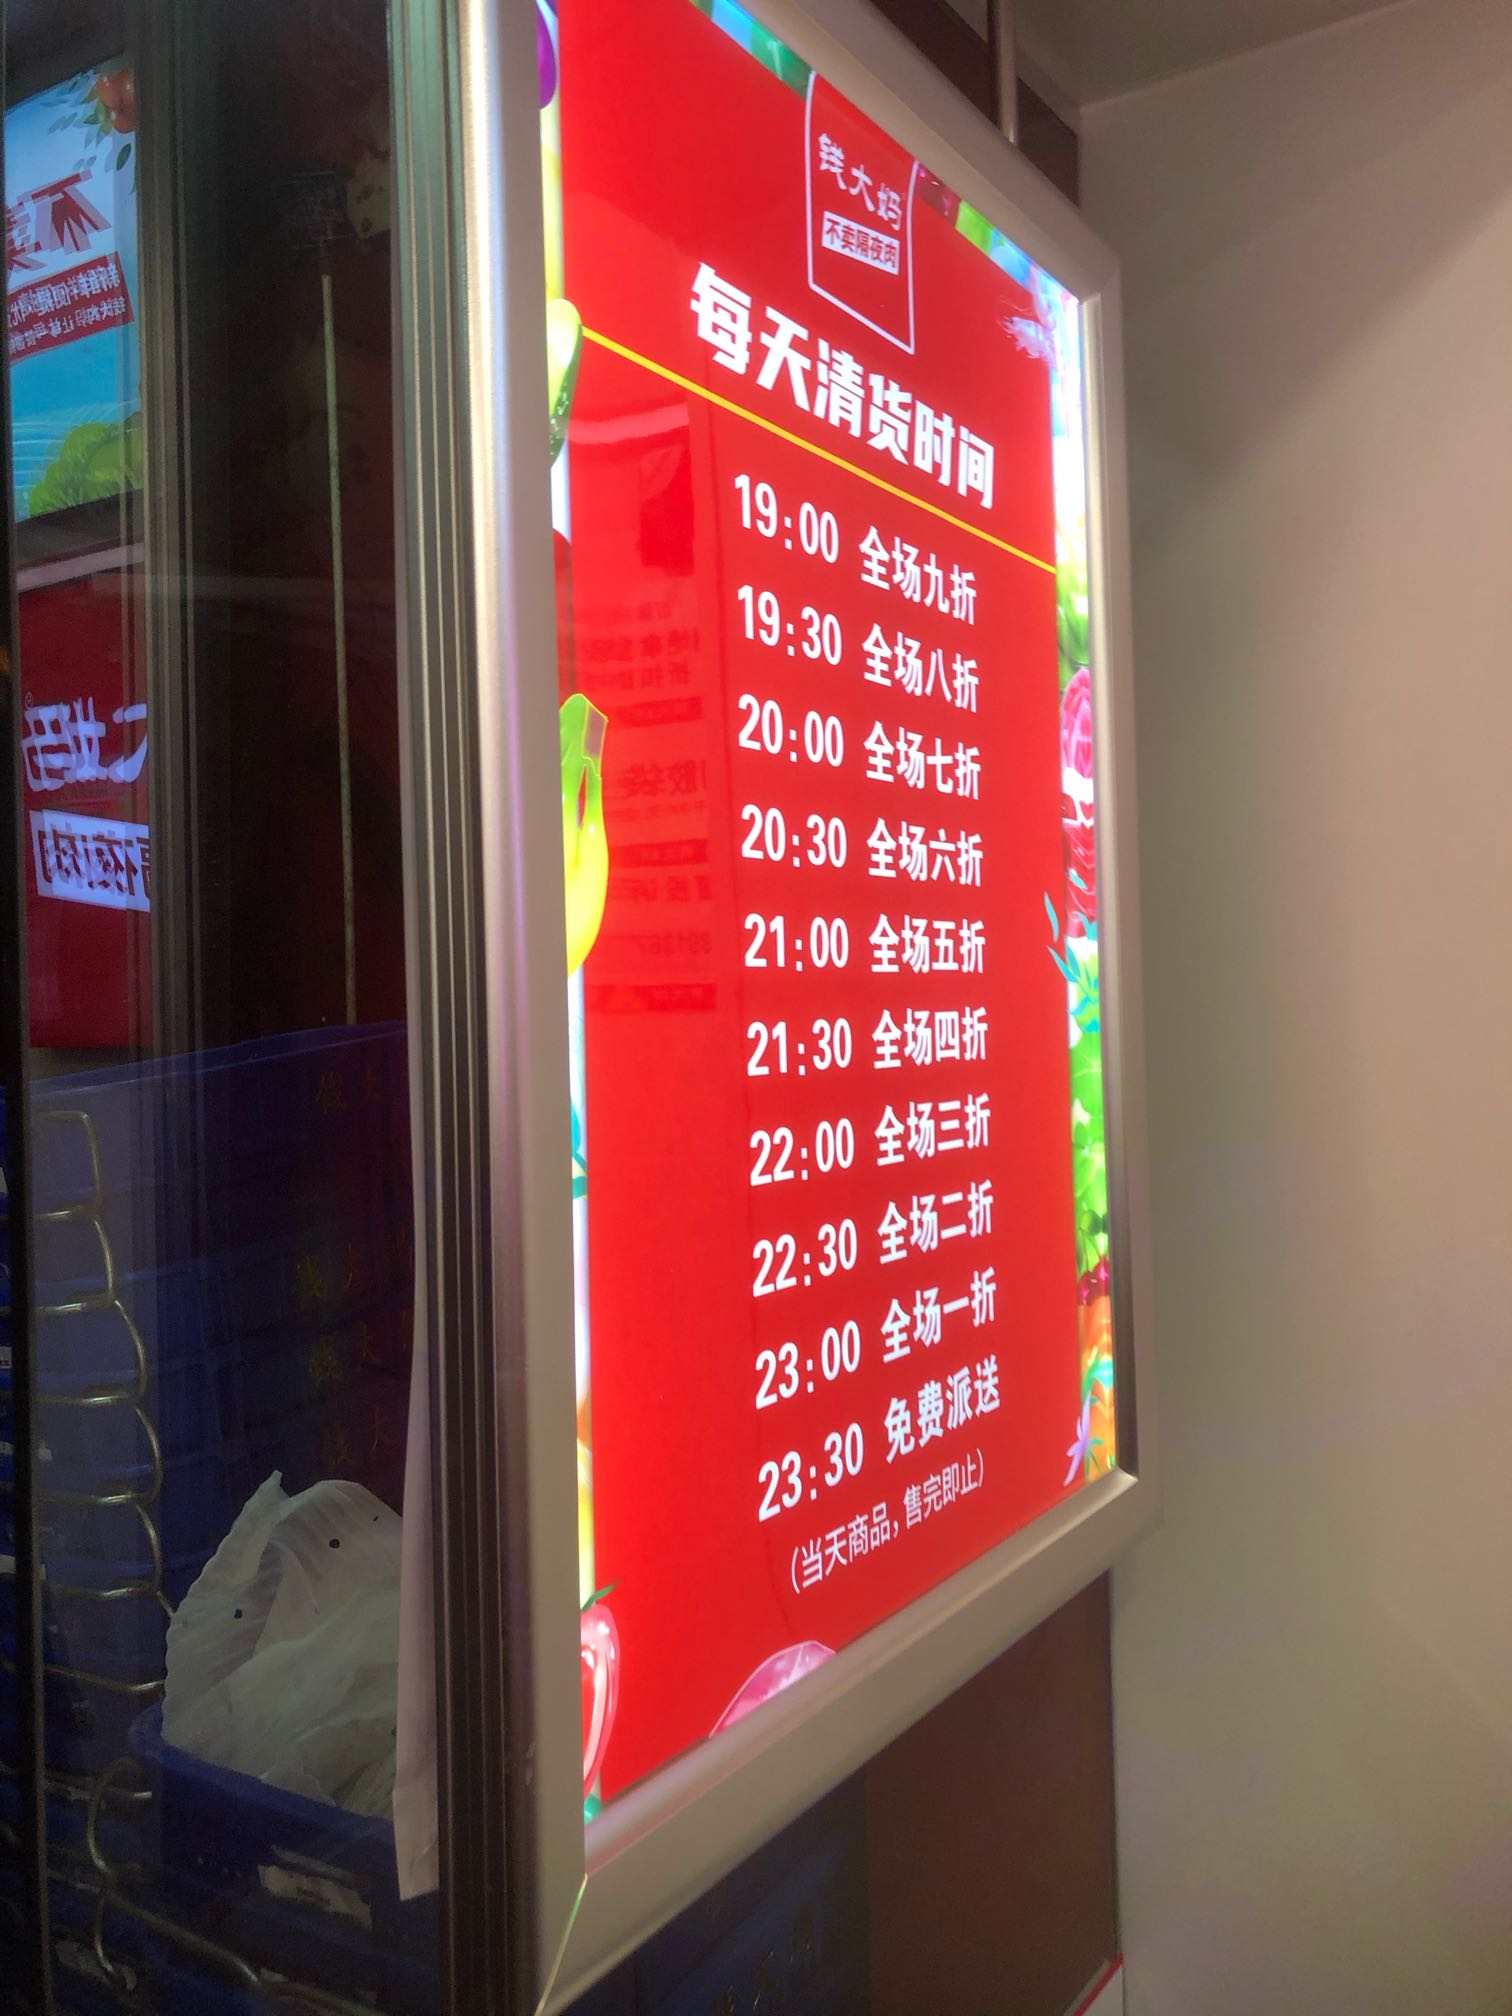 钱大妈
不卖隔夜肉
每天清货时间
19:00 全场九折
19:30 全场八折
20:00 全场七折
20:30 全场六折
21:00 全场五折
21:30 全场四折
22:00 全场三折
22:30 全场二折
23:00 全场一折
23:30 免费派送
(当天商品，售完即止)